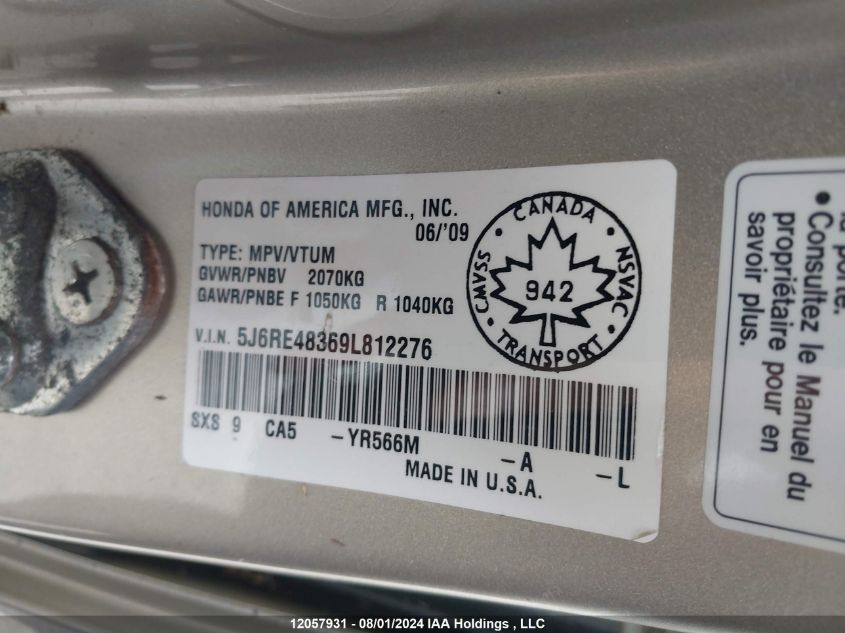 HONDA OF AMERICA MFG., INC.
06/'09
TYPE: MPV/VTUM
GVWR/PNBV 2070KG
GAWR/PNBE F 1050KG R 1040KG
V.I.N. 5J6RE48369L812276
SXS 9 CA5 -YR566M -A -L
MADE IN U.S.A.
CANADA
CMVSS 942 NSVAC
TRANSPORT
la porte.
• Consultez le Manuel du
propriétaire pour en
savoir plus.
12057931 - 08/01/2024 IAA Holdings , LLC